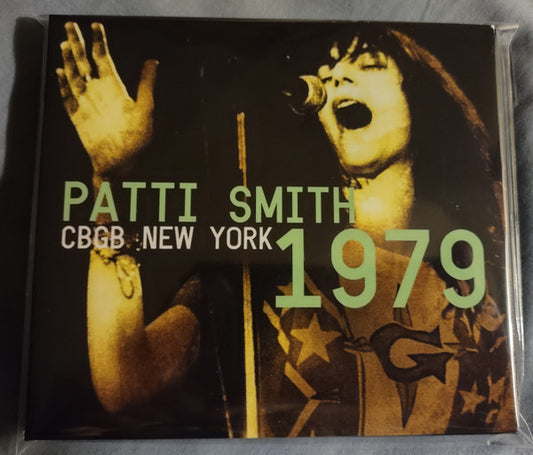 PATTI SMITH
CBGB NEW YORK
1979
G